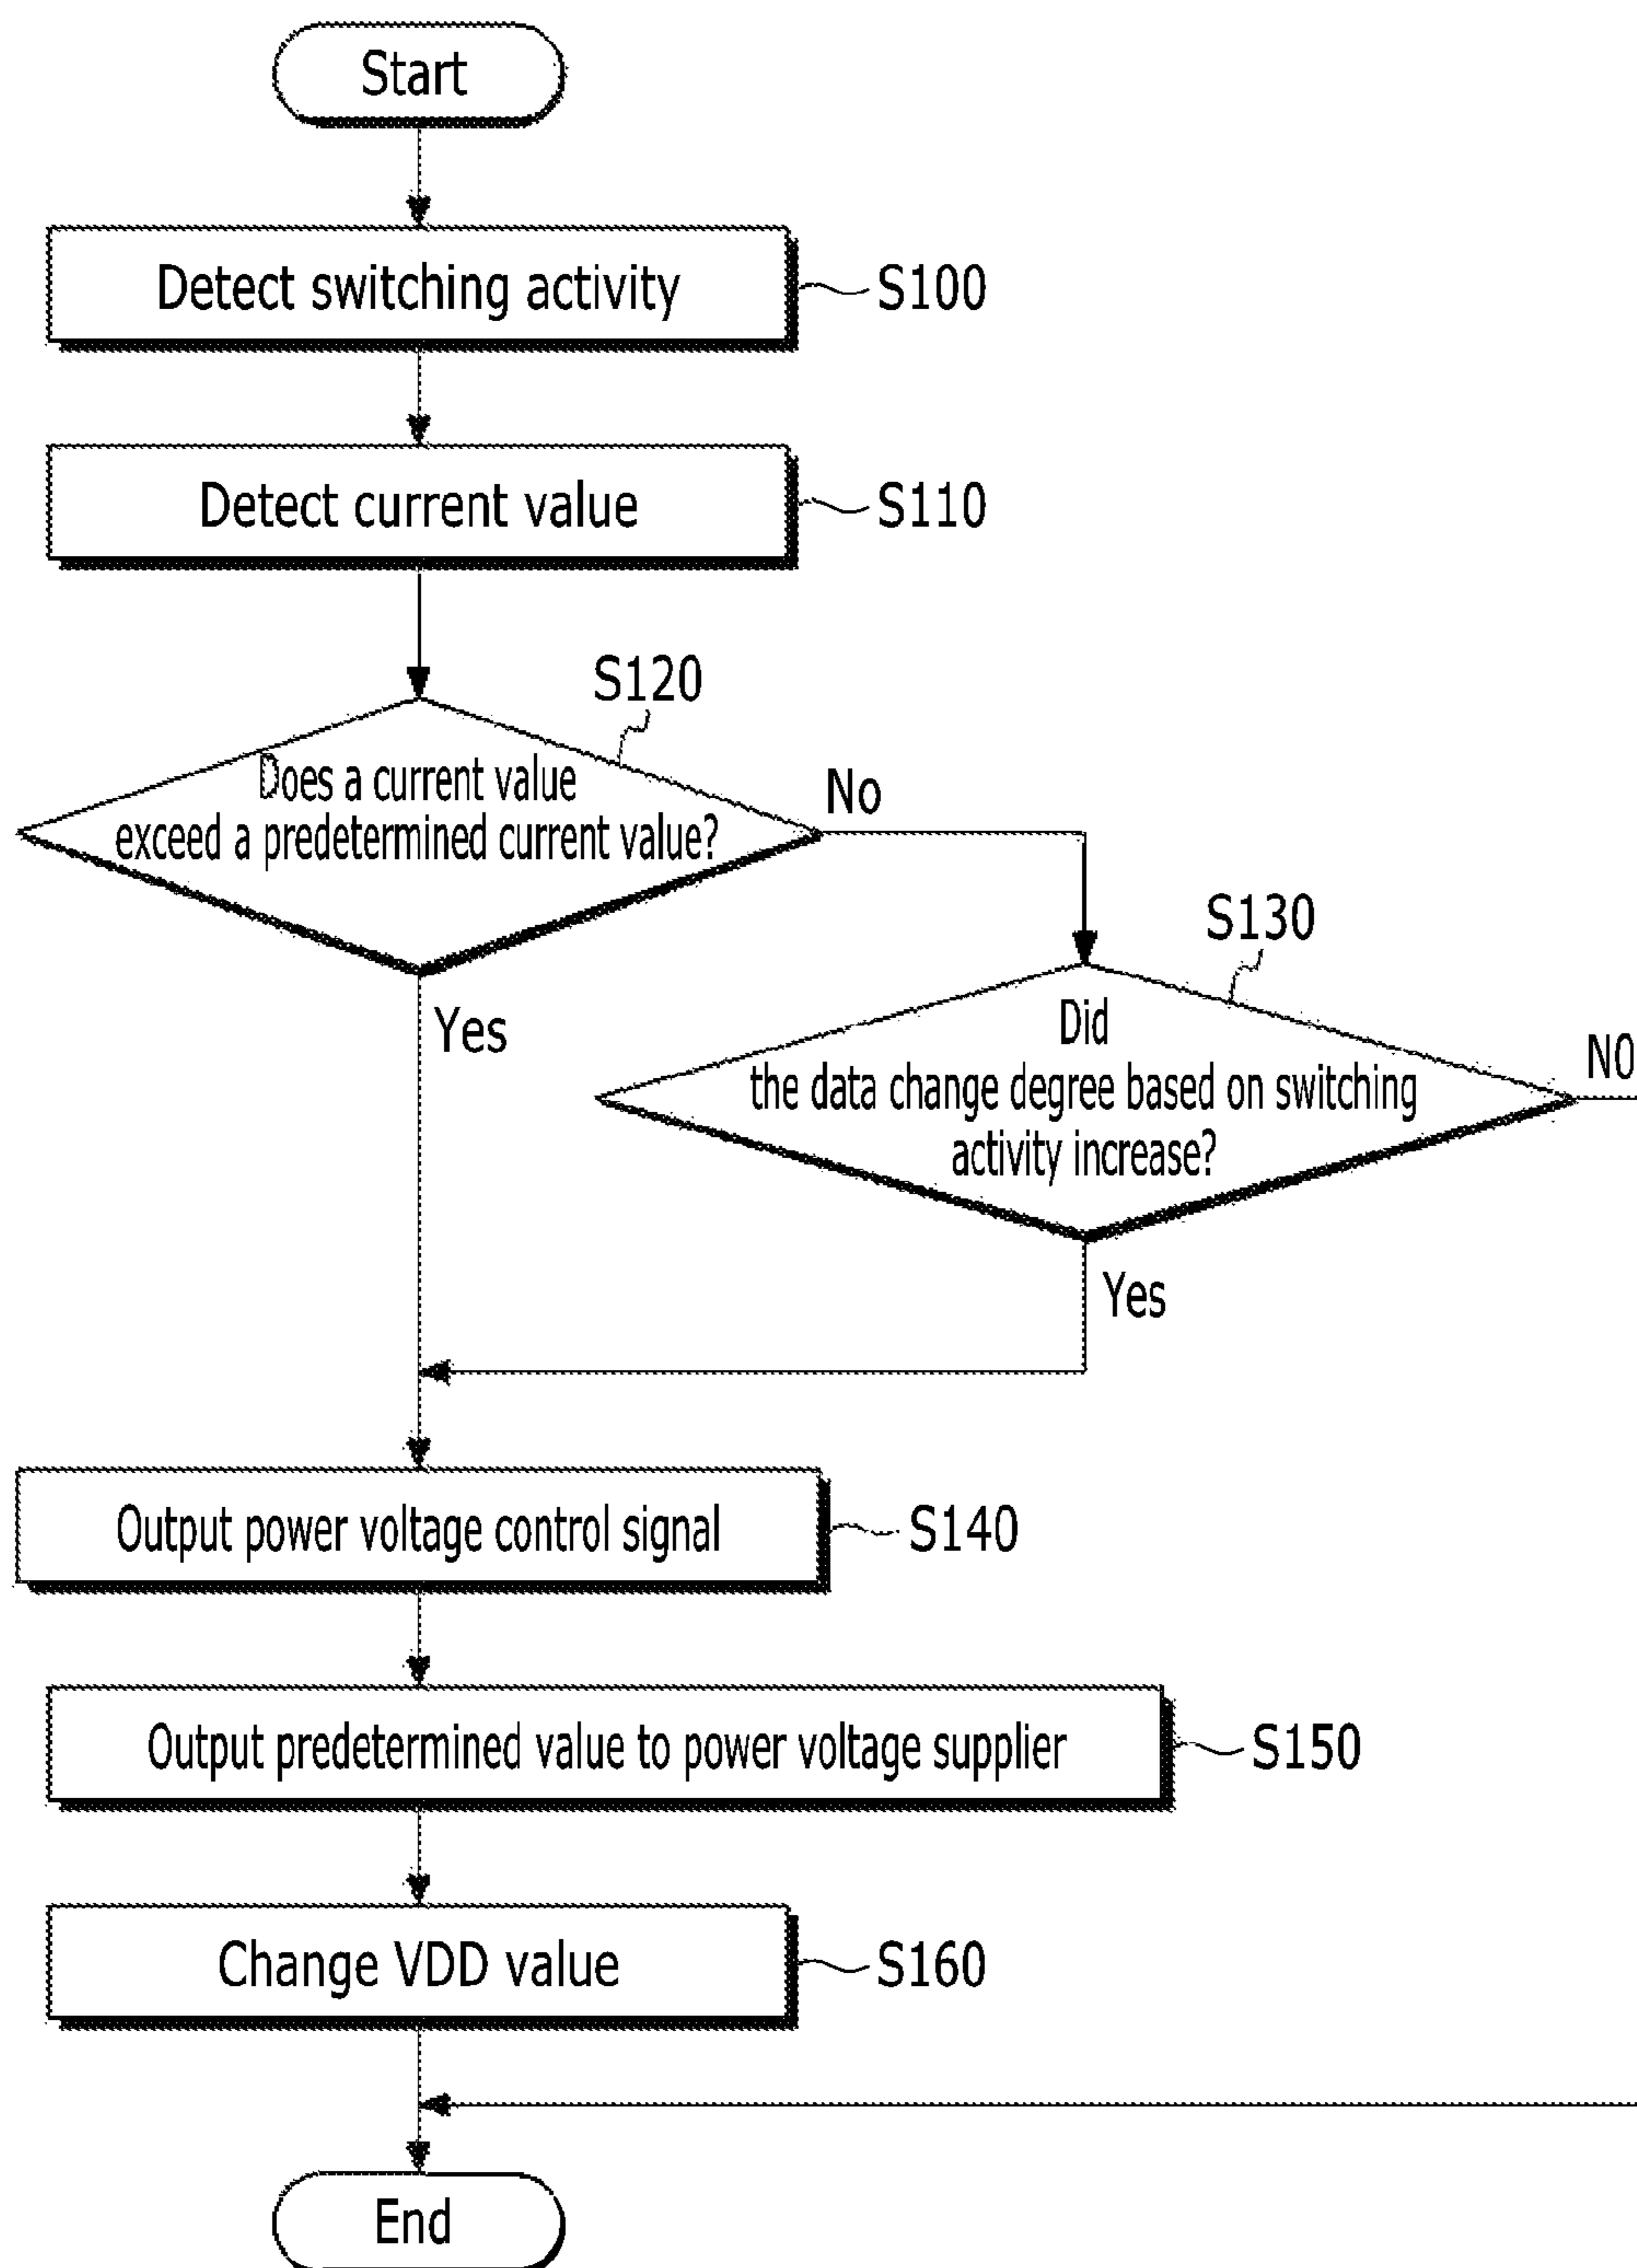 Start
Detect switching activity
S100
Detect current value
S110
S120
Does a current value
exceed a predetermined current value?
No
Yes
S130
Did
the data change degree based on switching
activity increase?
N0
Yes
Output power voltage control signal
S140
Output predetermined value to power voltage supplier
S150
Change VDD value
S160
End